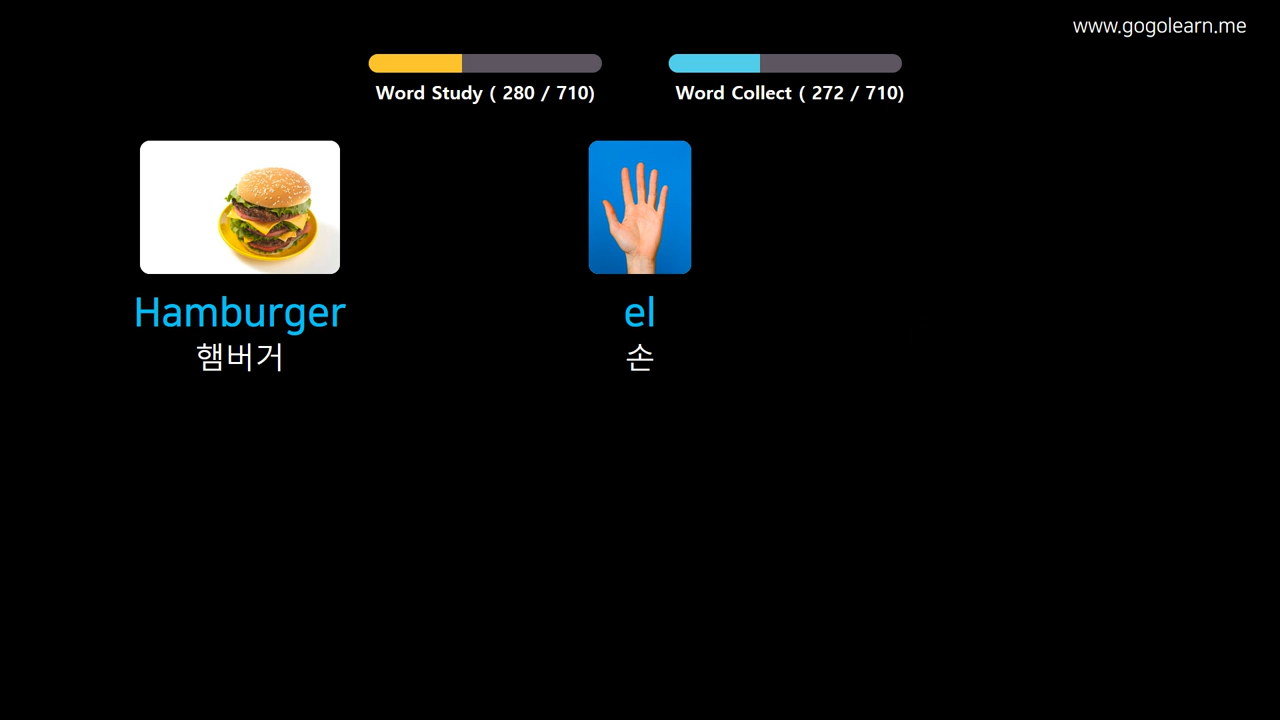 www.gogolearn.me
Word Study ( 280 / 710)
Word Collect ( 272 / 710)
Hamburger
햄버거
el
손